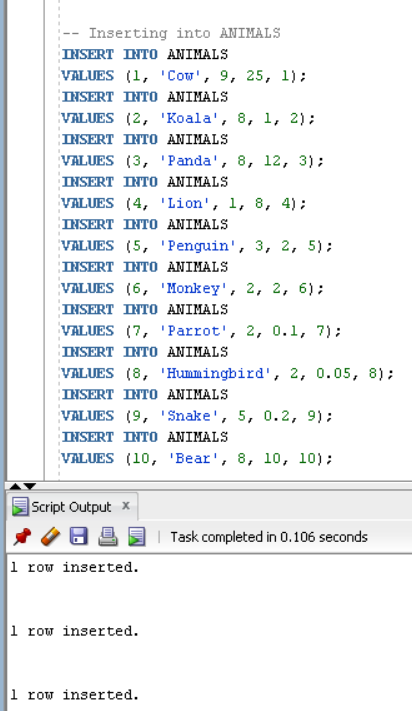 -- Inserting into ANIMALS
INSERT INTO ANIMALS
VALUES (1, 'Cow', 9, 25, 1);
INSERT INTO ANIMALS
VALUES (2, 'Koala', 8, 1, 2);
INSERT INTO ANIMALS
VALUES (3, 'Panda', 8, 12, 3);
INSERT INTO ANIMALS
VALUES (4, 'Lion', 1, 8, 4);
INSERT INTO ANIMALS
VALUES (5, 'Penguin', 3, 2, 5);
INSERT INTO ANIMALS
VALUES (6, 'Monkey', 2, 2, 6);
INSERT INTO ANIMALS
VALUES (7, 'Parrot', 2, 0.1, 7);
INSERT INTO ANIMALS
VALUES (8, 'Hummingbird', 2, 0.05, 8);
INSERT INTO ANIMALS
VALUES (9, 'Snake', 5, 0.2, 9);
INSERT INTO ANIMALS
VALUES (10, 'Bear', 8, 10, 10);
Script Output x
Task completed in 0.106 seconds
1 row inserted.
1 row inserted.
1 row inserted.